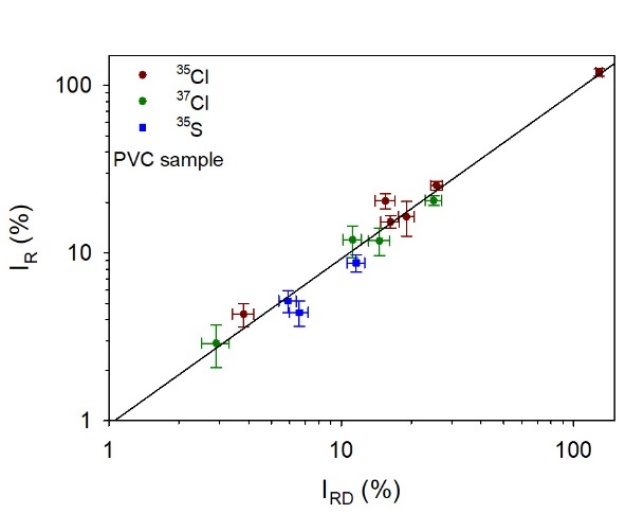 ³⁵Cl
³⁷Cl
³⁵S
PVC sample
100
10
1
I_R (%)
1
10
100
I_RD (%)